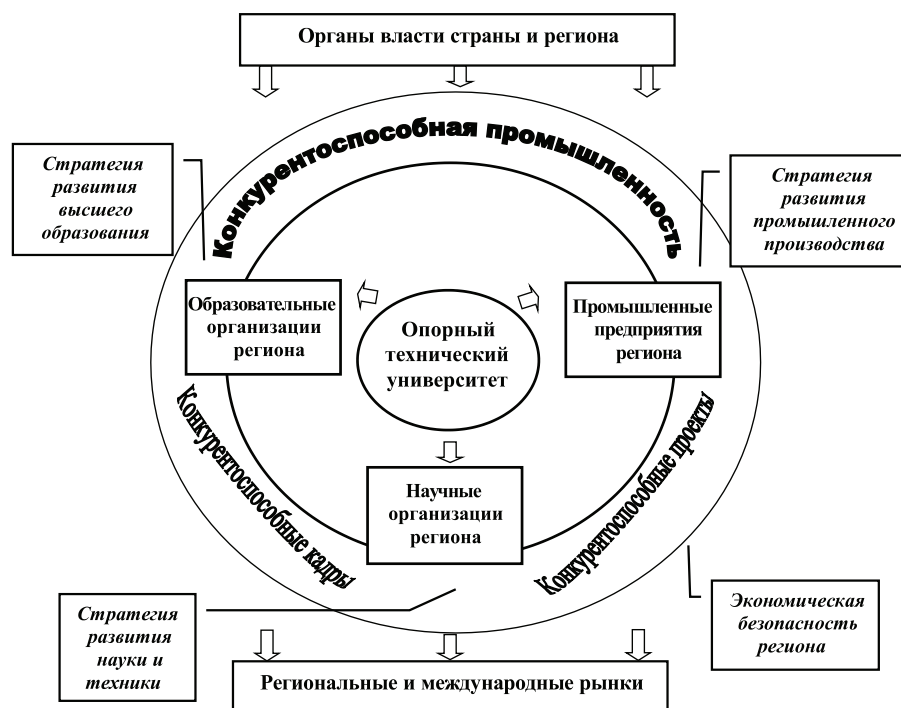 Органы власти страны и региона
Конкурентоспособная промышленность
Стратегия
развития
высшего
образования
Стратегия
развития
промышленного
производства
Образовательные
организации
региона
Опорный
технический
университет
Промышленные
предприятия
региона
Конкурентоспособные кадры
Научные
организации
региона
Конкурентоспособные проекты
Стратегия
развития
науки и
техники
Экономическая
безопасность
региона
Региональные и международные рынки